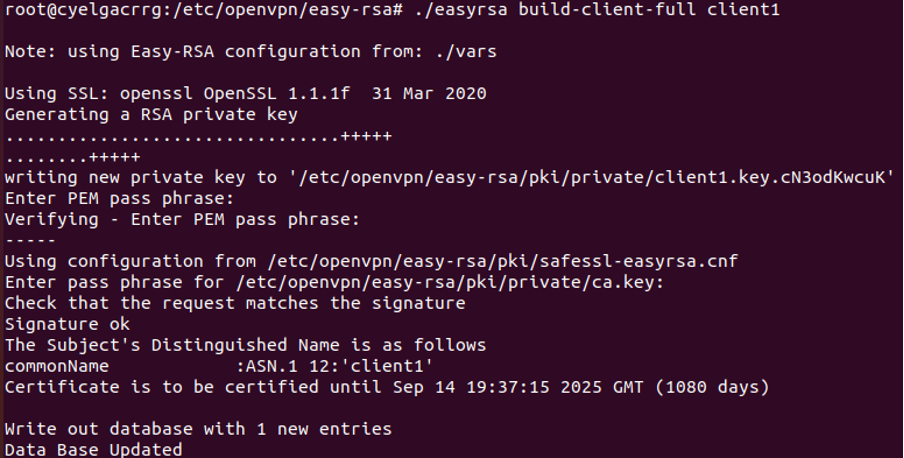 root@cyelgacrrg:/etc/openvpn/easy-rsa# ./easyrsa build-client-full client1
Note: using Easy-RSA configuration from: ./vars
Using SSL: openssl OpenSSL 1.1.1f  31 Mar 2020
Generating a RSA private key
................................+++++
........+++++
writing new private key to '/etc/openvpn/easy-rsa/pki/private/client1.key.cN3odKwcuK'
Enter PEM pass phrase:
Verifying - Enter PEM pass phrase:
-----
Using configuration from /etc/openvpn/easy-rsa/pki/safessl-easyrsa.cnf
Enter pass phrase for /etc/openvpn/easy-rsa/pki/private/ca.key:
Check that the request matches the signature
Signature ok
The Subject's Distinguished Name is as follows
commonName            :ASN.1 12:'client1'
Certificate is to be certified until Sep 14 19:37:15 2025 GMT (1080 days)
Write out database with 1 new entries
Data Base Updated